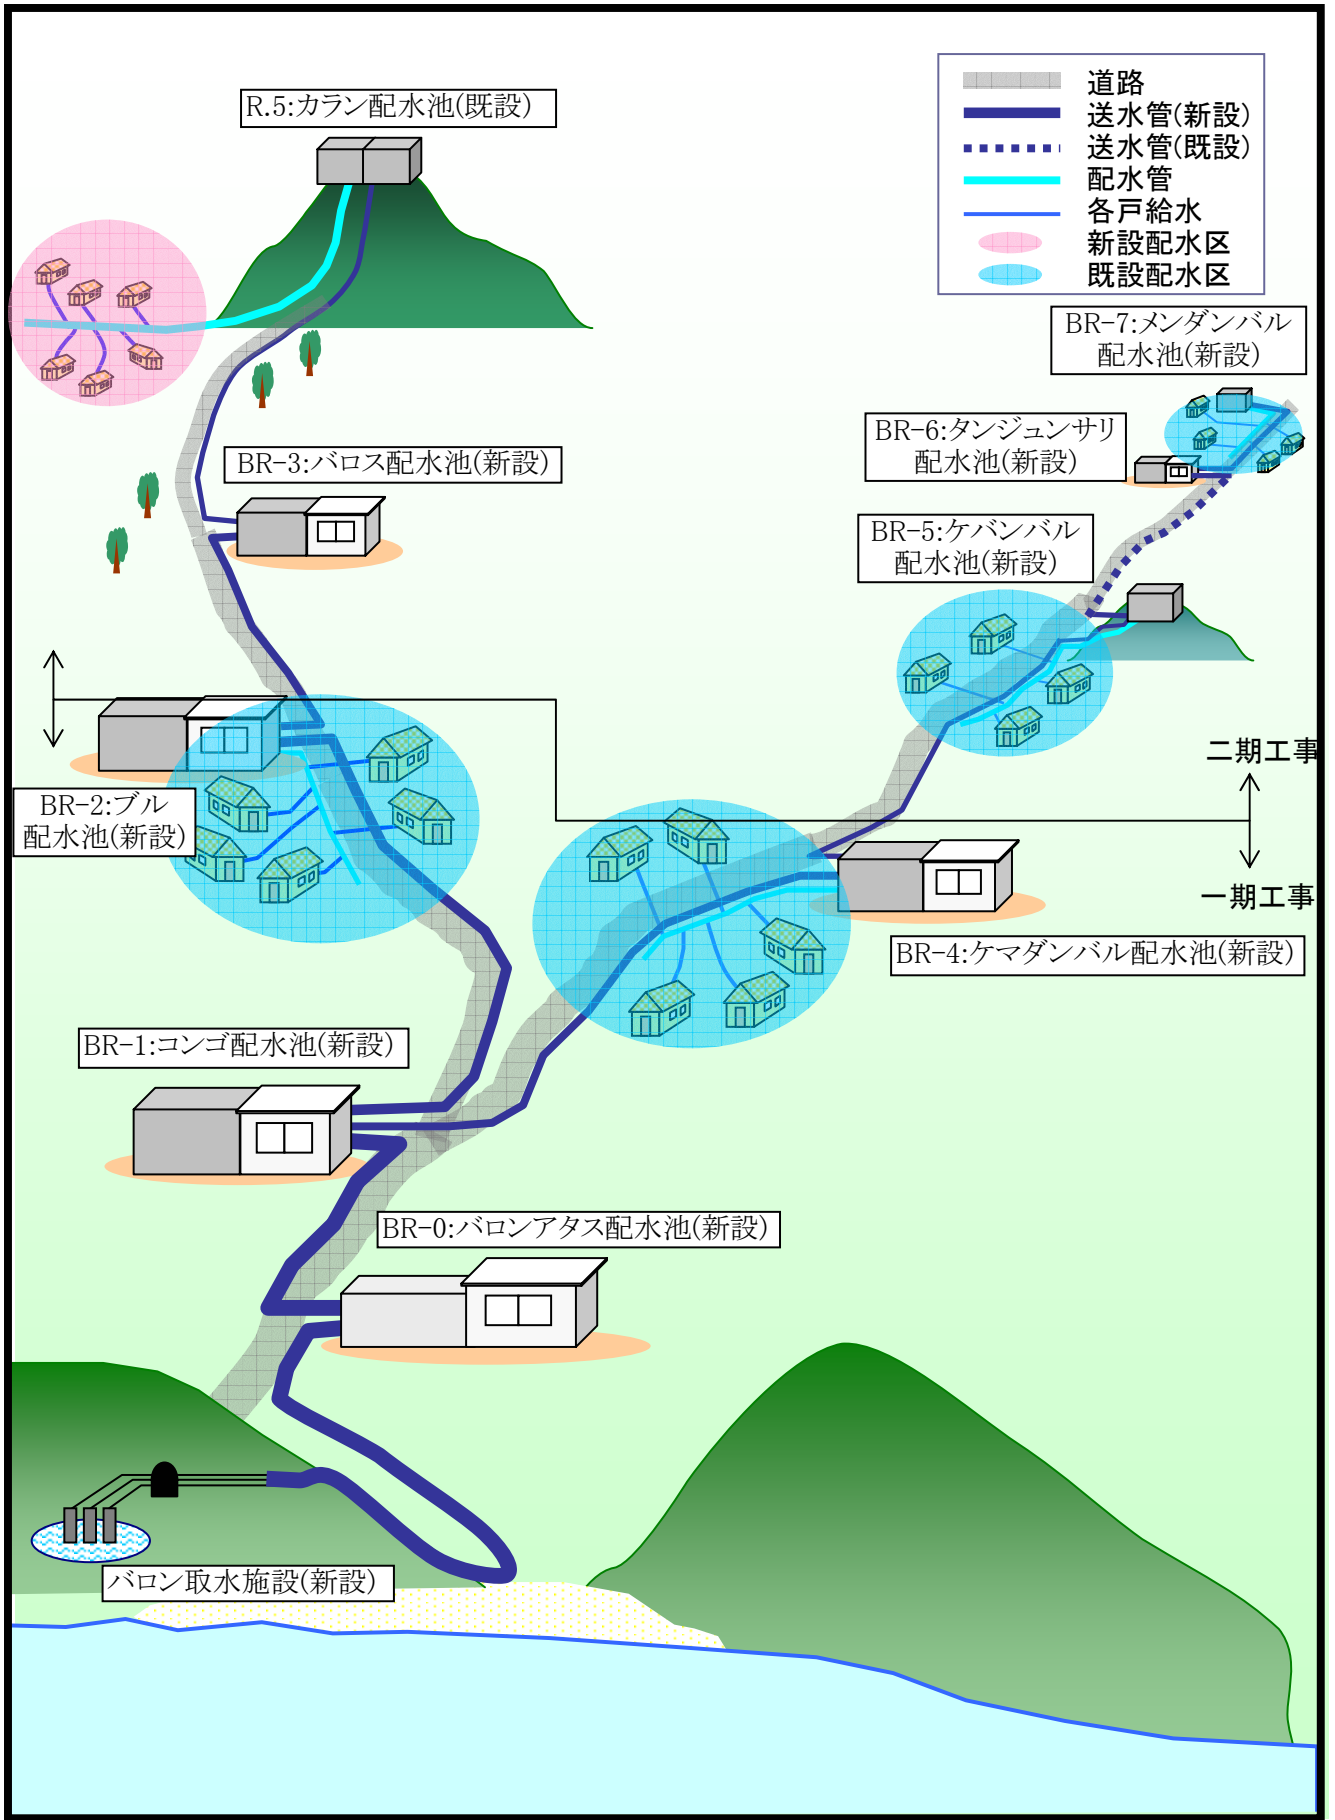 R.5:カラン配水池(既設)
道路
送水管(新設)
送水管(既設)
配水管
各戸給水
新設配水区
既設配水区
BR-7:メンダンバル
配水池(新設)
BR-6:タンジュンサリ
配水池(新設)
BR-3:バロス配水池(新設)
BR-5:ケバンバル
配水池(新設)
二期工事
BR-2:ブル
配水池(新設)
一期工事
BR-4:ケマダンバル配水池(新設)
BR-1:コンゴ配水池(新設)
BR-0:バロンアタス配水池(新設)
バロン取水施設(新設)